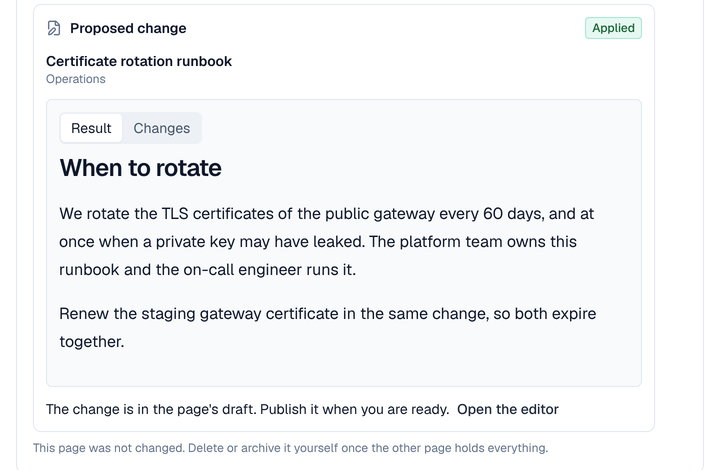 Proposed change
Applied
Certificate rotation runbook
Operations
Result
Changes
When to rotate
We rotate the TLS certificates of the public gateway every 60 days, and at
once when a private key may have leaked. The platform team owns this
runbook and the on-call engineer runs it.
Renew the staging gateway certificate in the same change, so both expire
together.
The change is in the page's draft. Publish it when you are ready. Open the editor
This page was not changed. Delete or archive it yourself once the other page holds everything.